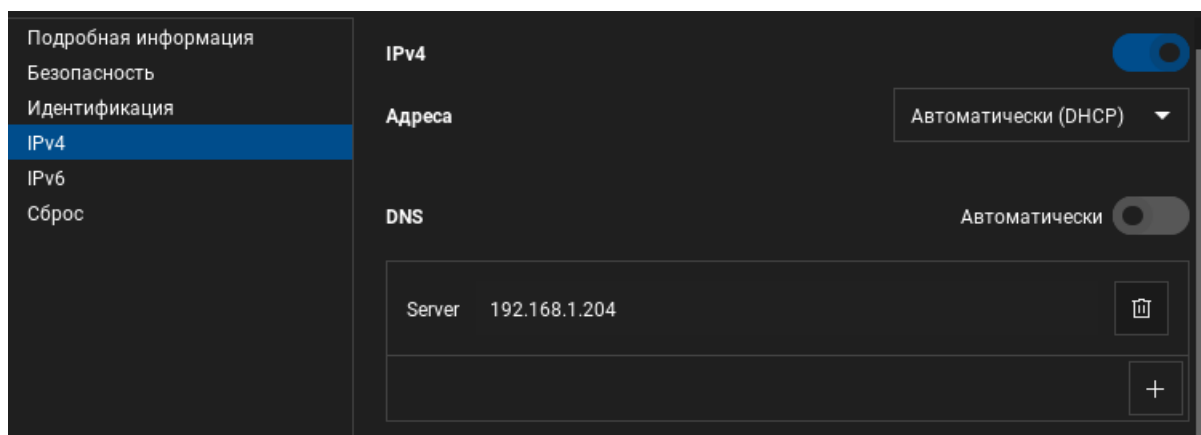 Подробная информация
Безопасность
Идентификация
IPv4
IPv6
Сброс
IPv4
Адреса
Автоматически (DHCP)
DNS
Автоматически
Server 192.168.1.204